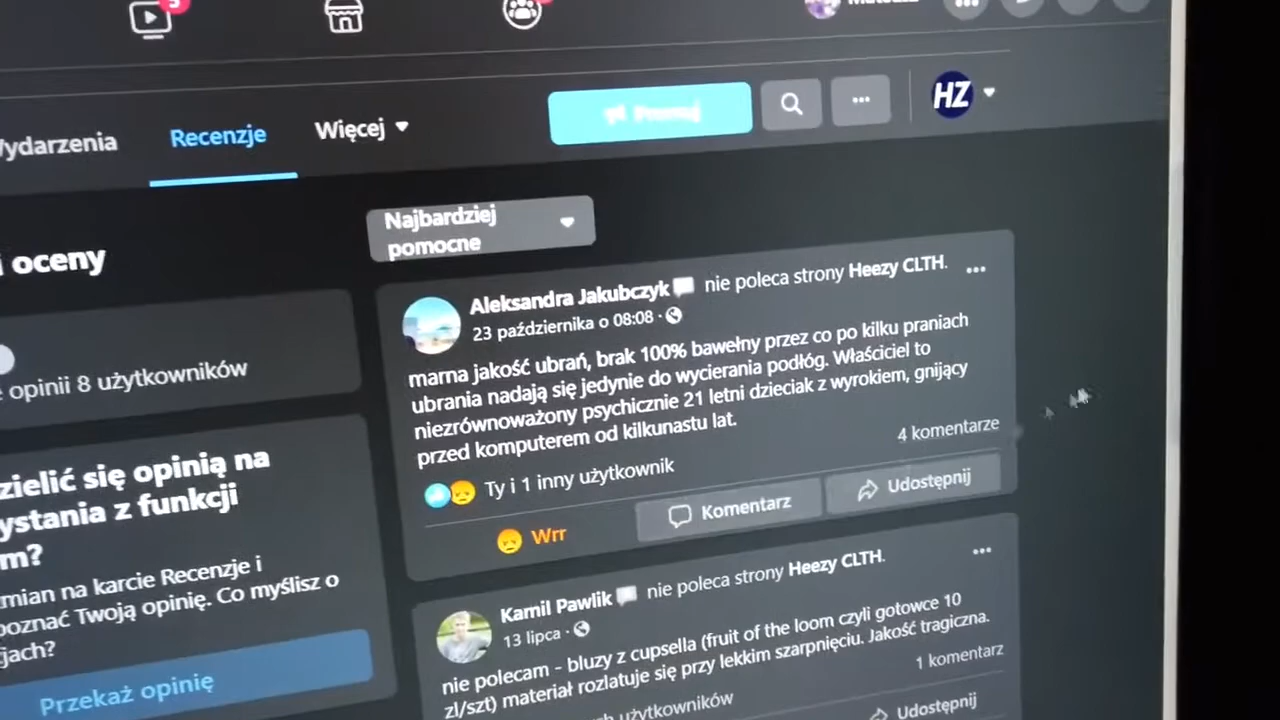 5
Wydarzenia
Recenzje
Więcej
HZ
Najbardziej
pomocne
i oceny
opinii 8 użytkowników
Aleksandra Jakubczyk nie poleca strony Heezy CLTH.
23 października o 08:08 ·
marna jakość ubrań, brak 100% bawełny przez co po kilku praniach
ubrania nadają się jedynie do wycierania podłóg. Właściciel to
niezrównoważony psychicznie 21 letni dzieciak z wyrokiem, gnijący
przed komputerem od kilkunastu lat.
4 komentarze
Ty i 1 inny użytkownik
Wrr
Komentarz
Udostępnij
zielić się opinią na
ystania z funkcji
m?
mian na karcie Recenzje i
poznać Twoją opinię. Co myślisz o
jach?
Przekaż opinię
Kamil Pawlik nie poleca strony Heezy CLTH.
13 lipca ·
nie polecam - bluzy z cupsella (fruit of the loom czyli gotowce 10
zl/szt) materiał rozlatuje się przy lekkim szarpnięciu. Jakość tragiczna.
1 komentarz
ch użytkowników
Udostępnij